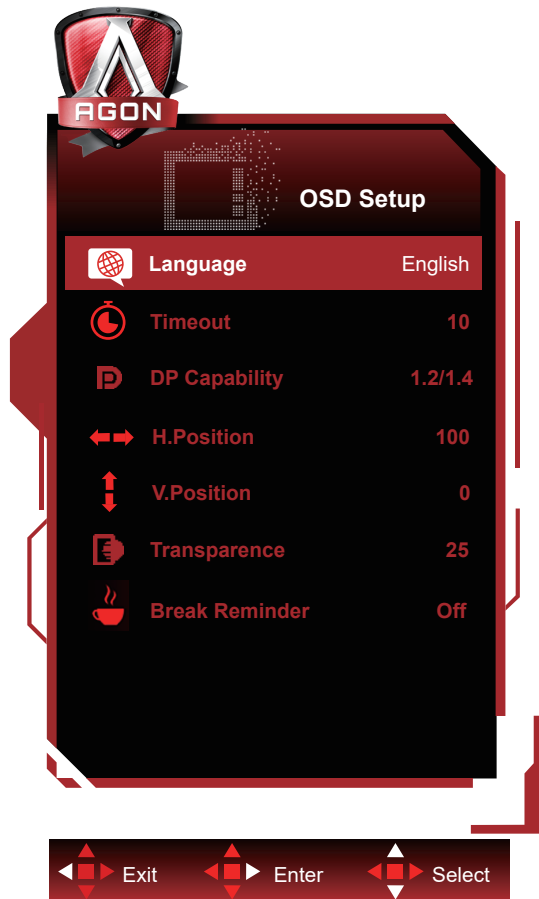 AGON
OSD Setup
Language English
Timeout 10
DP Capability 1.2/1.4
H.Position 100
V.Position 0
Transparence 25
Break Reminder Off
Exit Enter Select